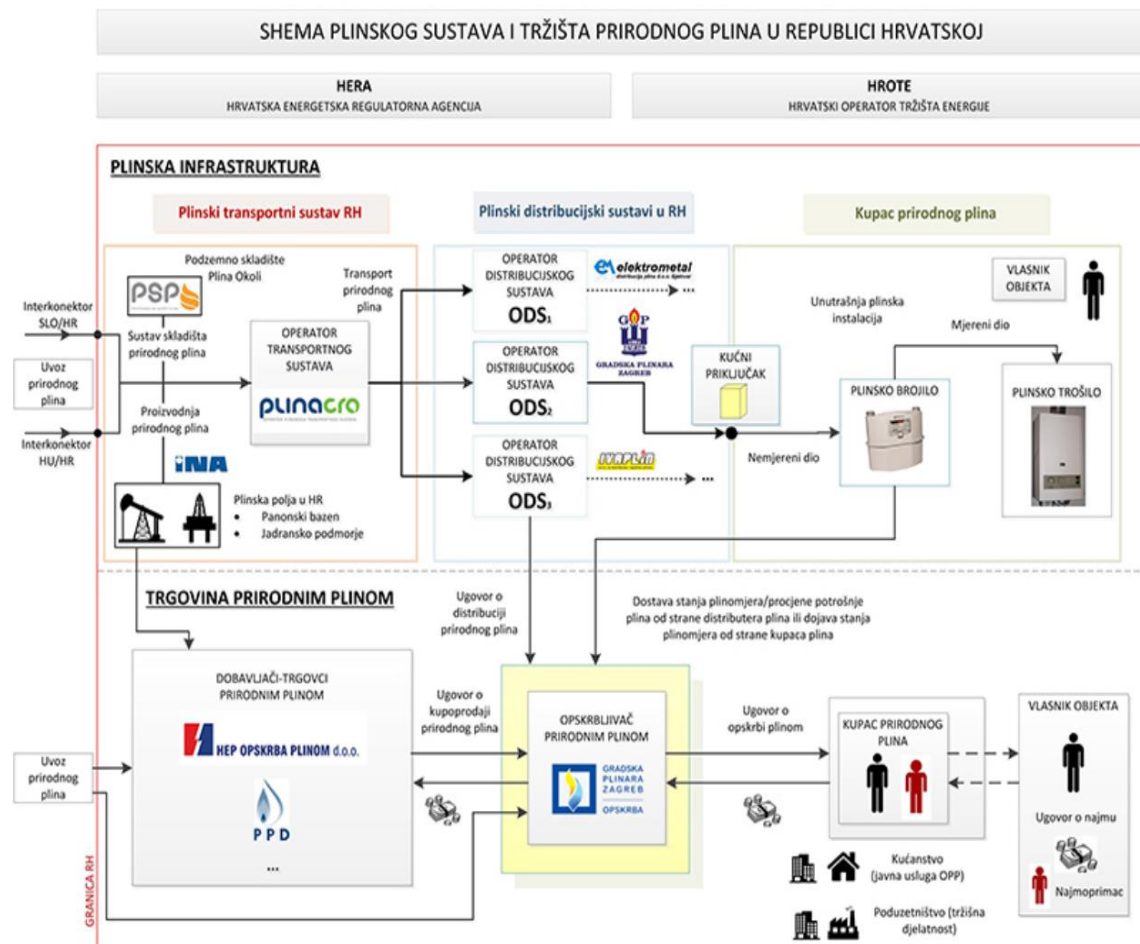 SHEMA PLINSKOG SUSTAVA I TRŽIŠTA PRIRODNOG PLINA U REPUBLICI HRVATSKOJ
HERA
HRVATSKA ENERGETSKA REGULATORNA AGENCIJA
HROTE
HRVATSKI OPERATOR TRŽIŠTA ENERGIJE
PLINSKA INFRASTRUKTURA
Plinski transportni sustav RH
Plinski distribucijski sustavi u RH
Kupac prirodnog plina
Podzemno skladište
Plina Okoli
PSP
Interkonektor
SLO/HR
Sustav skladišta
prirodnog plina
Uvoz
prirodnog
plina
Proizvodnja
prirodnog plina
Interkonektor
HU/HR
INA
Plinska polja u HR
• Panonski bazen
• Jadransko podmorje
Transport
prirodnog
plina
OPERATOR
TRANSPORTNOG
SUSTAVA
plinacro
OPERATOR
DISTRIBUCIJSKOG
SUSTAVA
ODS₁
elektrometal
...
OPERATOR
DISTRIBUCIJSKOG
SUSTAVA
ODS₂
G P
GRADSKA PLINARA
ZAGREB
OPERATOR
DISTRIBUCIJSKOG
SUSTAVA
ODS₃
IVAPLIN
...
KUĆNI
PRIKLJUČAK
Nemjereni dio
Unutrašnja plinska
instalacija
PLINSKO BROJILO
Mjereni dio
VLASNIK
OBJEKTA
PLINSKO TROŠILO
TRGOVINA PRIRODNIM PLINOM
Ugovor o
distribuciji
prirodnog plina
Dostava stanja plinomjera/procjene potrošnje
plina od strane distributera plina ili dojava stanja
plinomjera od strane kupaca plina
DOBAVLJAČI-TRGOVCI
PRIRODNIM PLINOM
HEP OPSKRBA PLINOM d.o.o.
PPD
...
Uvoz
prirodnog
plina
GRANICA RH
Ugovor o
kupoprodaji
prirodnog plina
OPSKRBLJIVAČ
PRIRODNIM PLINOM
GRADSKA
PLINARA
ZAGREB
OPSKRBA
Ugovor o
opskrbi plinom
KUPAC PRIRODNOG
PLINA
Kućanstvo
(javna usluga OPP)
Poduzetništvo (tržišna
djelatnost)
VLASNIK OBJEKTA
Ugovor o najmu
Najmoprimac